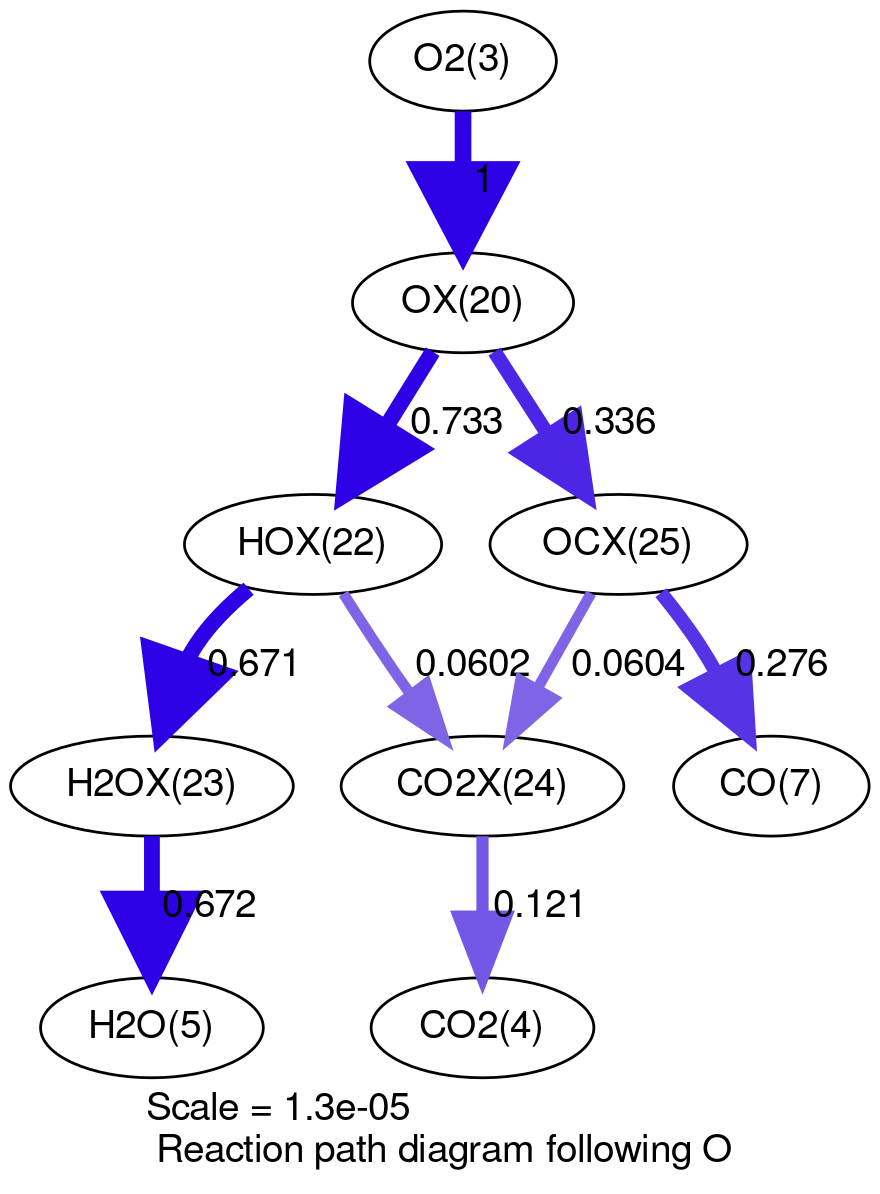 O2(3)
1
OX(20)
0.733
0.336
HOX(22)
OCX(25)
0.671
0.0602
0.0604
0.276
H2OX(23)
CO2X(24)
CO(7)
0.672
0.121
H2O(5)
CO2(4)
Scale = 1.3e-05
Reaction path diagram following O